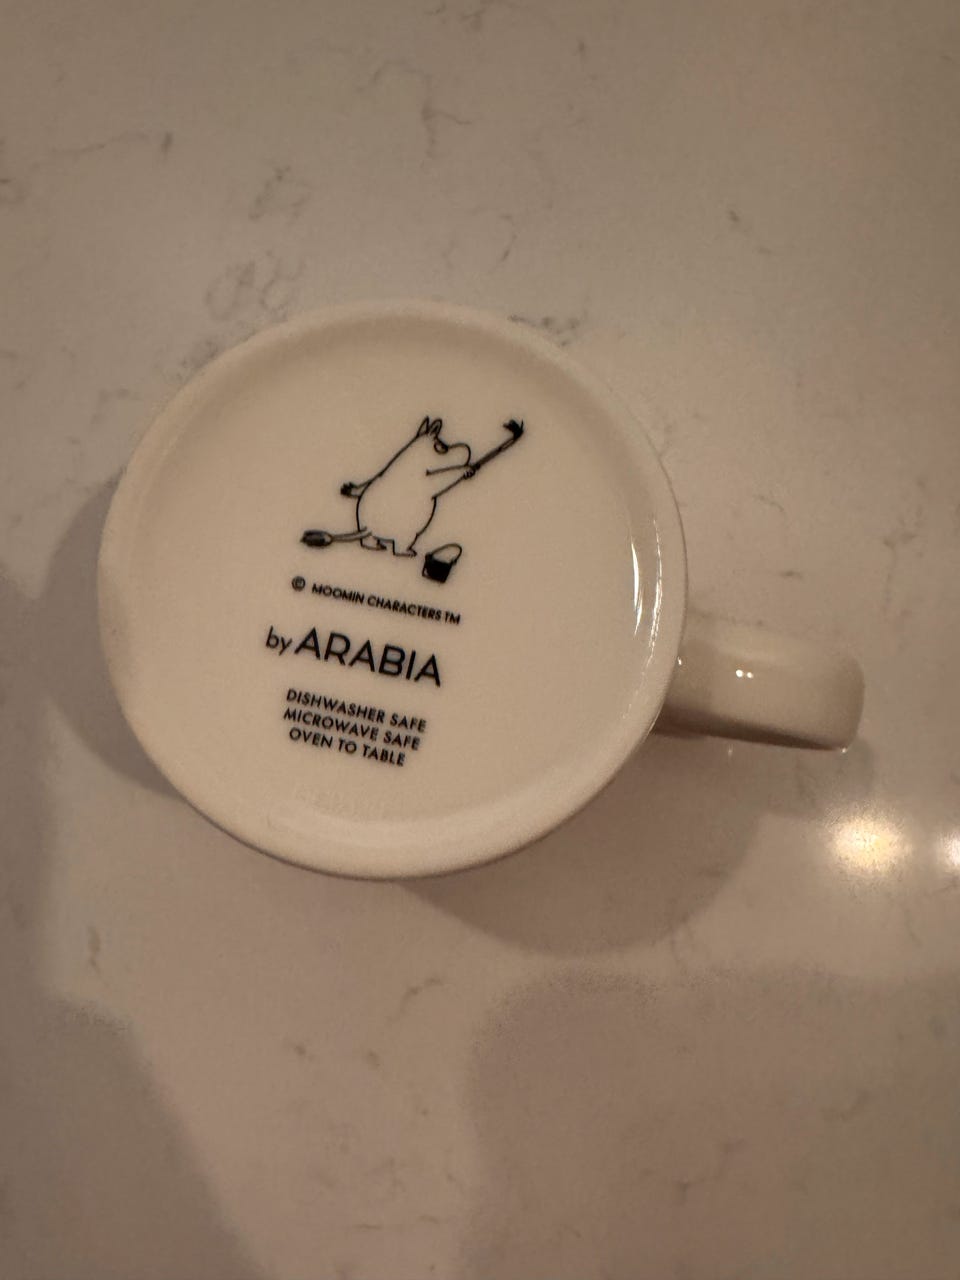 © MOOMIN CHARACTERS TM
by ARABIA
DISHWASHER SAFE
MICROWAVE SAFE
OVEN TO TABLE